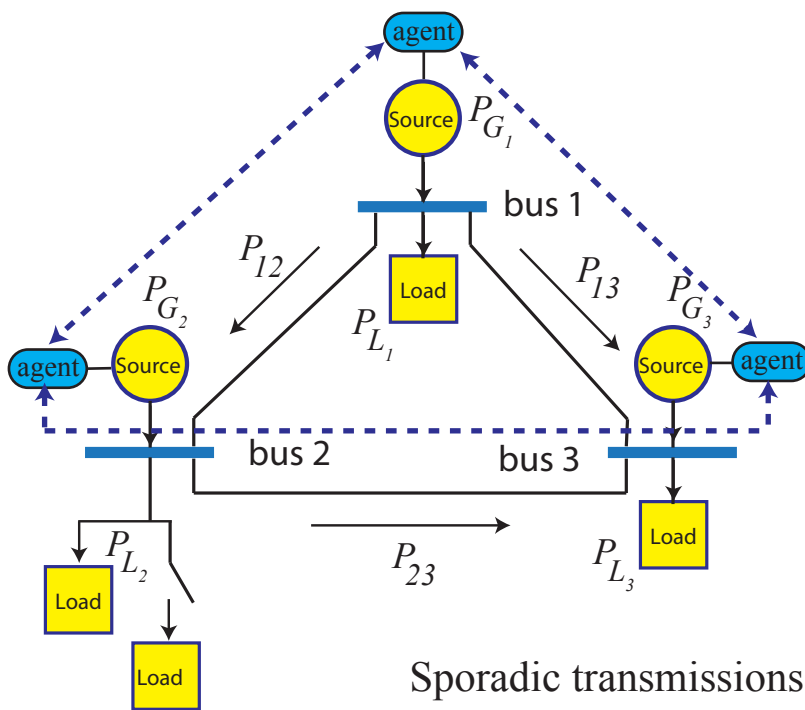 agent
Source
P_{G_1}
bus 1
P_{12}
Load
P_{L_1}
P_{13}
P_{G_2}
P_{G_3}
agent
Source
Source
agent
bus 2
bus 3
P_{L_2}
P_{23}
Load
P_{L_3}
Load
Load
Sporadic transmissions